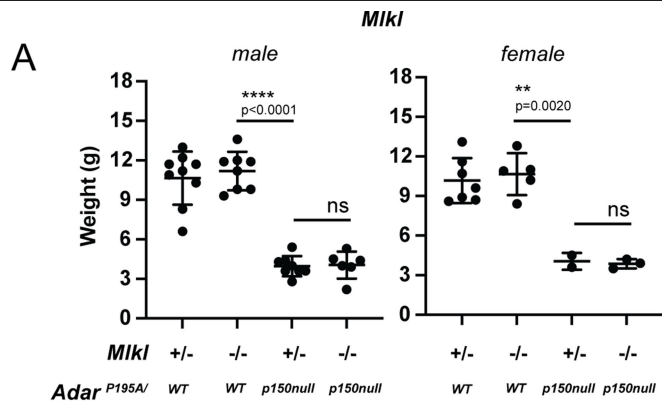 Mlkl
A
male
female
Weight (g)
18
15
12
9
6
3
0
****
p<0.0001
ns
18
15
12
9
6
3
0
**
p=0.0020
ns
Mlkl +/- -/- +/- -/- +/- -/- +/- -/-
Adar P195A/ WT WT p150null p150null WT WT p150null p150null